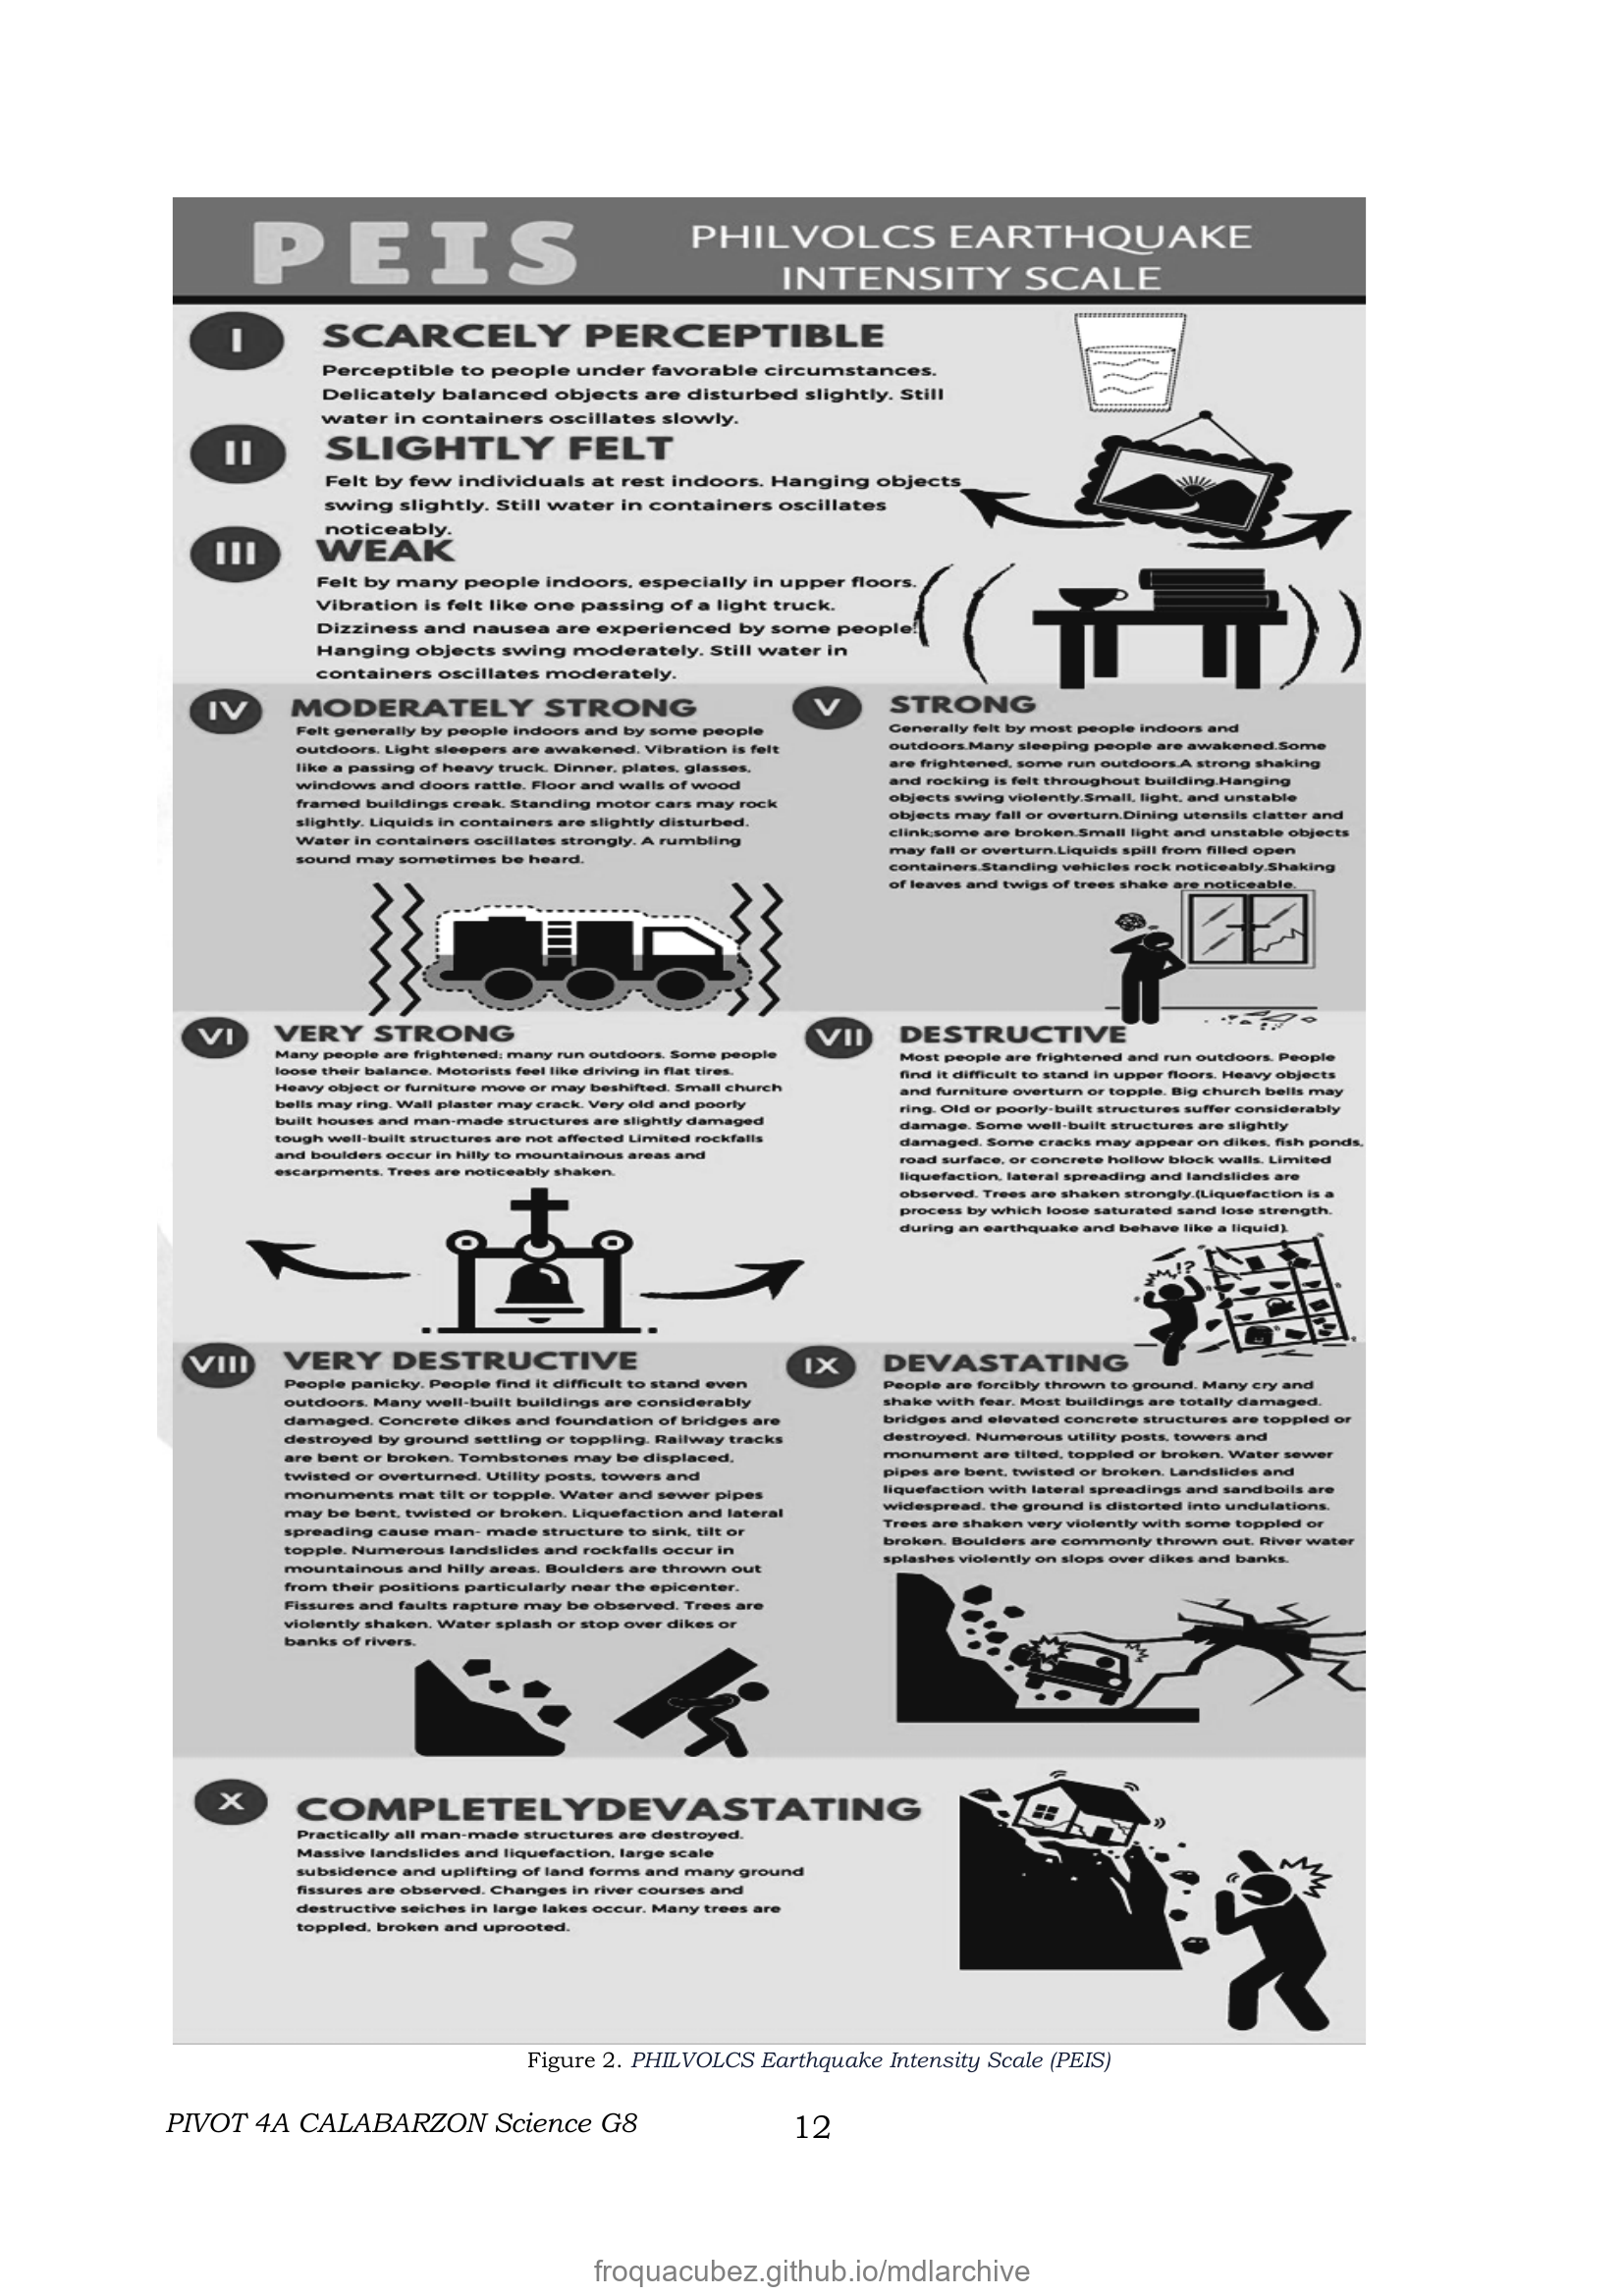 PEIS
PHILVOLCS EARTHQUAKE
INTENSITY SCALE
I
SCARCELY PERCEPTIBLE
Perceptible to people under favorable circumstances.
Delicately balanced objects are disturbed slightly. Still
water in containers oscillates slowly.
II
SLIGHTLY FELT
Felt by few individuals at rest indoors. Hanging objects
swing slightly. Still water in containers oscillates
noticeably.
III
WEAK
Felt by many people indoors, especially in upper floors.
Vibration is felt like one passing of a light truck.
Dizziness and nausea are experienced by some people.
Hanging objects swing moderately. Still water in
containers oscillates moderately.
IV
MODERATELY STRONG
Felt generally by people indoors and by some people
outdoors. Light sleepers are awakened. Vibration is felt
like a passing of heavy truck. Dinner, plates, glasses,
windows and doors rattle. Floor and walls of wood
framed buildings creak. Standing motor cars may rock
slightly. Liquids in containers are slightly disturbed.
Water in containers oscillates strongly. A rumbling
sound may sometimes be heard.
V
STRONG
Generally felt by most people indoors and
outdoors.Many sleeping people are awakened.Some
are frightened, some run outdoors.A strong shaking
and rocking is felt throughout building.Hanging
objects swing violently.Small, light, and unstable
objects may fall or overturn.Dining utensils clatter and
clink;some are broken.Small light and unstable objects
may fall or overturn.Liquids spill from filled open
containers.Standing vehicles rock noticeably.Shaking
of leaves and twigs of trees shake are noticeable.
VI
VERY STRONG
Many people are frightened; many run outdoors. Some people
loose their balance. Motorists feel like driving in flat tires.
Heavy object or furniture move or may beshifted. Small church
bells may ring. Wall plaster may crack. Very old and poorly
built houses and man-made structures are slightly damaged
tough well-built structures are not affected Limited rockfalls
and boulders occur in hilly to mountainous areas and
escarpments. Trees are noticeably shaken.
VII
DESTRUCTIVE
Most people are frightened and run outdoors. People
find it difficult to stand in upper floors. Heavy objects
and furniture overturn or topple. Big church bells may
ring. Old or poorly-built structures suffer considerably
damage. Some well-built structures are slightly
damaged. Some cracks may appear on dikes, fish ponds,
road surface, or concrete hollow block walls. Limited
liquefaction, lateral spreading and landslides are
observed. Trees are shaken strongly.(Liquefaction is a
process by which loose saturated sand lose strength.
during an earthquake and behave like a liquid).
!?
VIII
VERY DESTRUCTIVE
People panicky. People find it difficult to stand even
outdoors. Many well-built buildings are considerably
damaged. Concrete dikes and foundation of bridges are
destroyed by ground settling or toppling. Railway tracks
are bent or broken. Tombstones may be displaced,
twisted or overturned. Utility posts, towers and
monuments mat tilt or topple. Water and sewer pipes
may be bent, twisted or broken. Liquefaction and lateral
spreading cause man- made structure to sink, tilt or
topple. Numerous landslides and rockfalls occur in
mountainous and hilly areas. Boulders are thrown out
from their positions particularly near the epicenter.
Fissures and faults rapture may be observed. Trees are
violently shaken. Water splash or stop over dikes or
banks of rivers.
IX
DEVASTATING
People are forcibly thrown to ground. Many cry and
shake with fear. Most buildings are totally damaged.
bridges and elevated concrete structures are toppled or
destroyed. Numerous utility posts, towers and
monument are tilted, toppled or broken. Water sewer
pipes are bent, twisted or broken. Landslides and
liquefaction with lateral spreadings and sandboils are
widespread. the ground is distorted into undulations.
Trees are shaken very violently with some toppled or
broken. Boulders are commonly thrown out. River water
splashes violently on slops over dikes and banks.
X
COMPLETELYDEVASTATING
Practically all man-made structures are destroyed.
Massive landslides and liquefaction, large scale
subsidence and uplifting of land forms and many ground
fissures are observed. Changes in river courses and
destructive seiches in large lakes occur. Many trees are
toppled, broken and uprooted.
Figure 2. PHILVOLCS Earthquake Intensity Scale (PEIS)
PIVOT 4A CALABARZON Science G8 12
froquacubez.github.io/mdlarchive